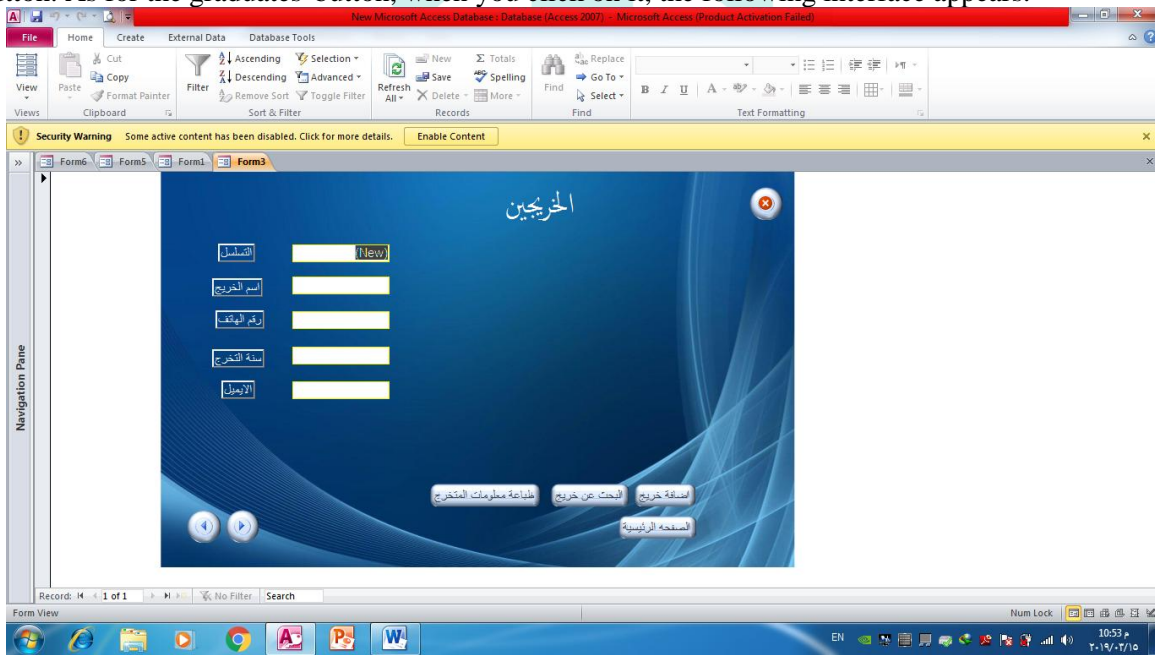 utton. As for the graduates' button, when you click on it, the following interface appears:
New Microsoft Access Database : Database (Access 2007) - Microsoft Access (Product Activation Failed)
File Home Create External Data Database Tools
View Paste Cut Copy Format Painter
Filter Ascending Descending Remove Sort Selection Advanced Toggle Filter
Refresh All New Save Delete Totals Spelling More
Find Replace Go To Select
B I U A
Views Clipboard Sort & Filter Records Find Text Formatting
Security Warning Some active content has been disabled. Click for more details. Enable Content
Form6 Form5 Form1 Form3
Navigation Pane
الخريجين
التسلسل (New)
اسم الخريج
رقم الهاتف
سنة التخرج
الايميل
اضافة خريج البحث عن خريج طباعة معلومات المتخرج
الصفحه الرئيسية
Record: 1 of 1 No Filter Search
Form View Num Lock
EN 10:53 م
٢٠١٩/٠٣/١٥